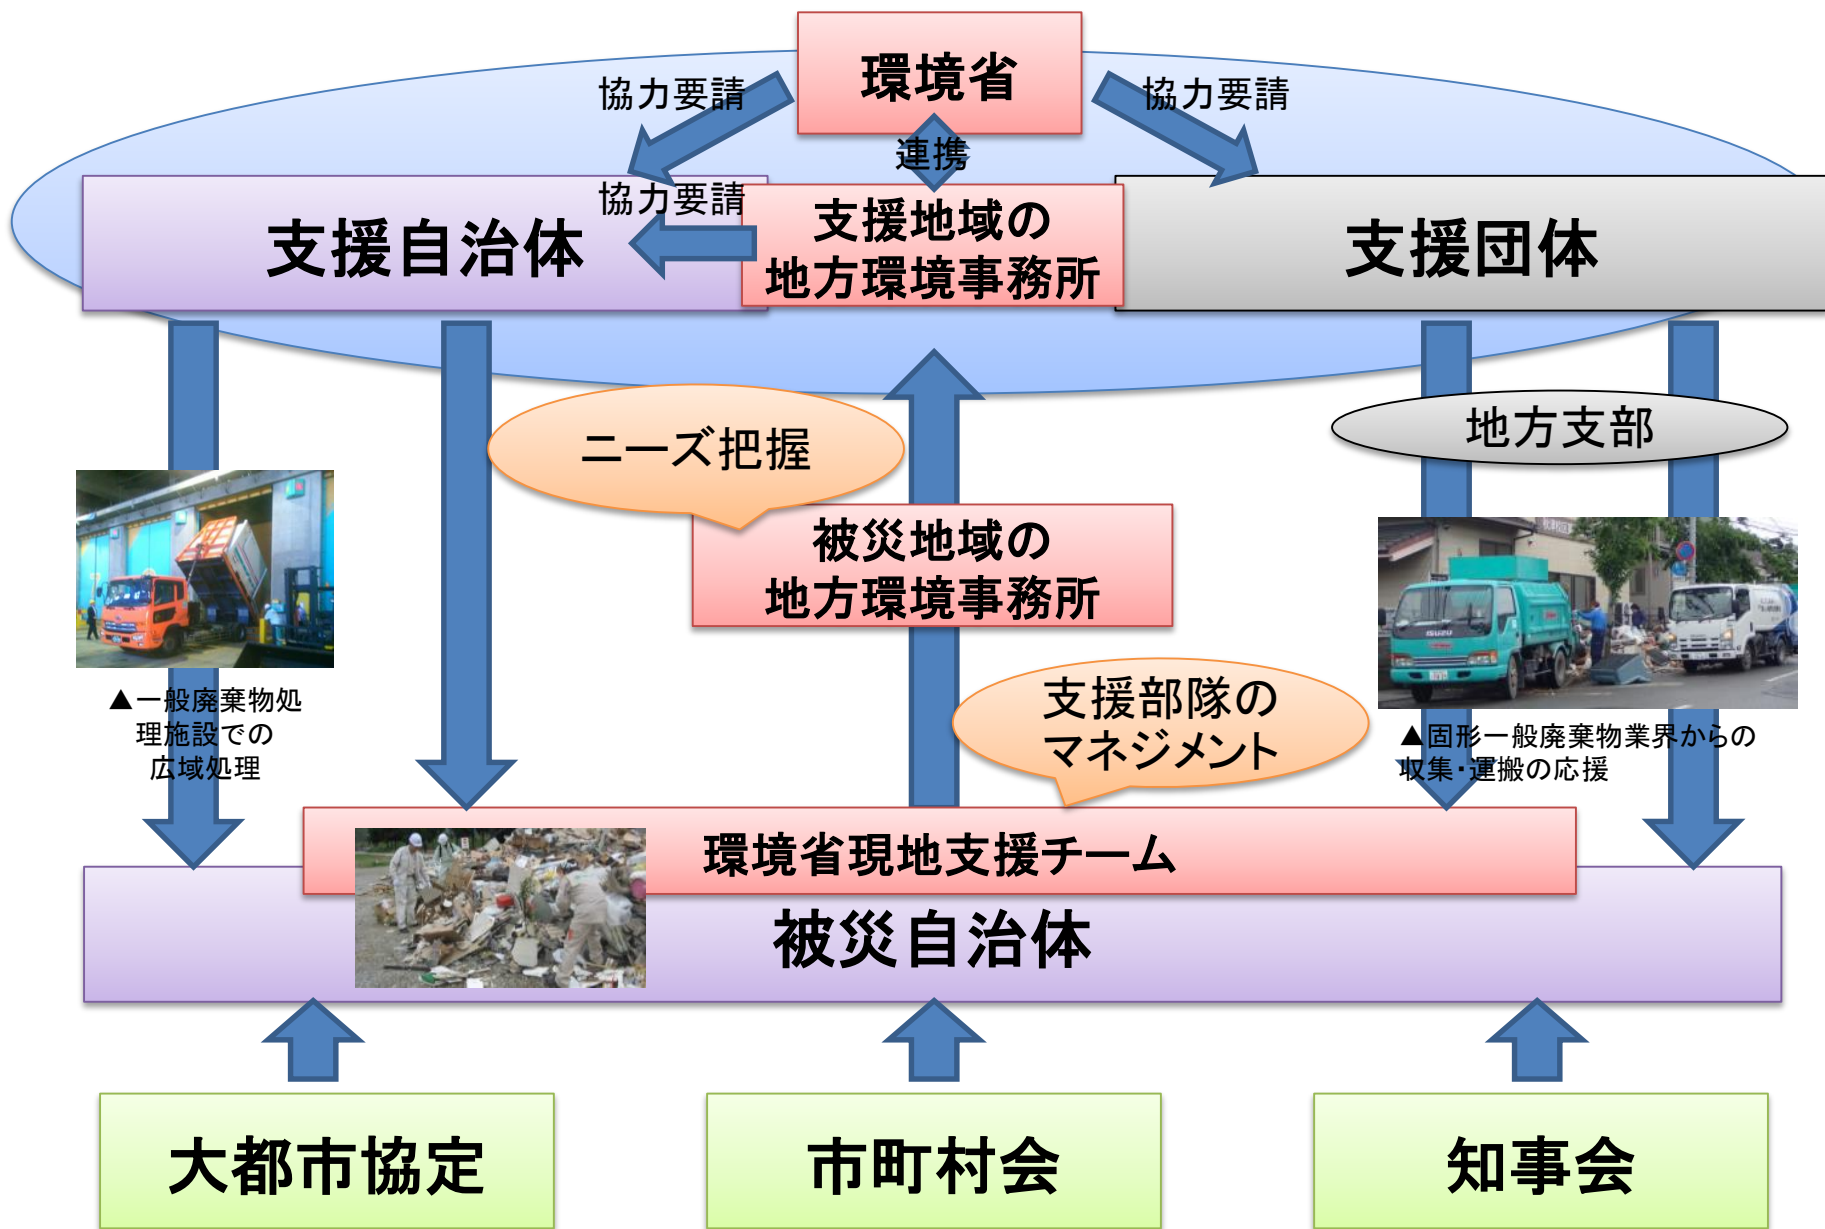 環境省
協力要請
協力要請
連携
協力要請
支援自治体
支援地域の
地方環境事務所
支援団体
ニーズ把握
地方支部
被災地域の
地方環境事務所
▲一般廃棄物処
理施設での
広域処理
支援部隊の
マネジメント
▲固形一般廃棄物業界からの
収集・運搬の応援
ISUZU
環境省現地支援チーム
被災自治体
大都市協定
市町村会
知事会